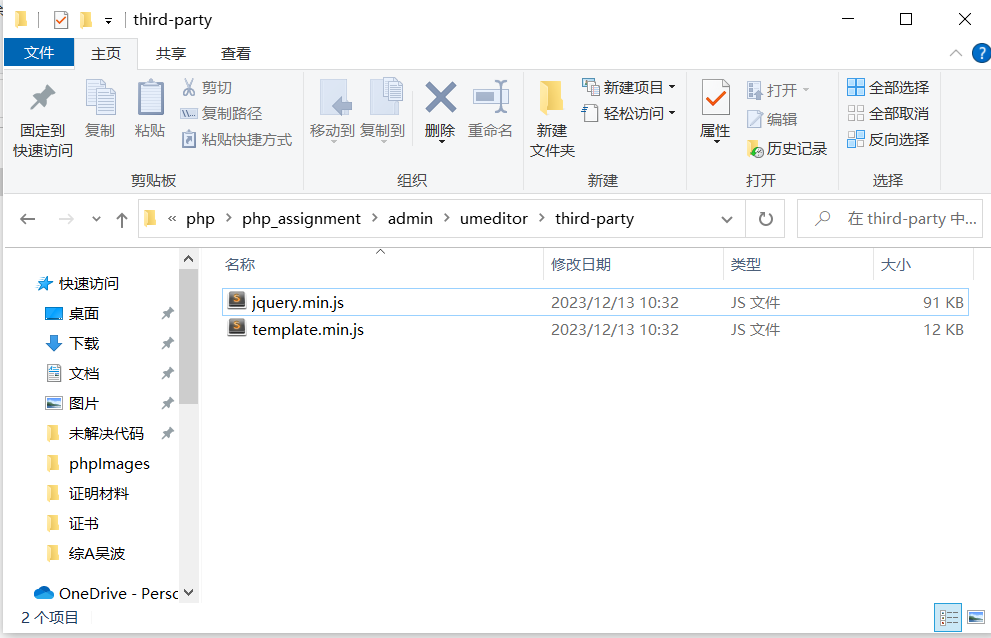 third-party
文件 主页 共享 查看
?
固定到
快速访问
复制
粘贴
剪切
复制路径
粘贴快捷方式
剪贴板
移动到 复制到 删除 重命名
组织
新建
文件夹
新建项目
轻松访问
新建
属性
打开
编辑
历史记录
打开
全部选择
全部取消
反向选择
选择
« php > php_assignment > admin > umeditor > third-party
在 third-party 中...
名称 修改日期 类型 大小
jquery.min.js 2023/12/13 10:32 JS 文件 91 KB
template.min.js 2023/12/13 10:32 JS 文件 12 KB
快速访问
桌面
下载
文档
图片
未解决代码
phpImages
证明材料
证书
综A吴波
OneDrive - Perso
2 个项目